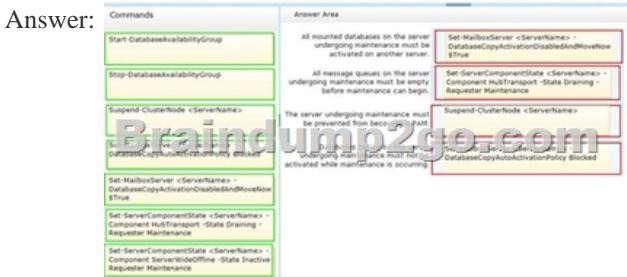 Answer:
Commands
Answer Area
Start-DatabaseAvailabilityGroup
Stop-DatabaseAvailabilityGroup
Suspend-ClusterNode <ServerName>
DatabaseCopyAutoActivationPolicy Blocked
Set-MailboxServer <ServerName> -
DatabaseCopyActivationDisabledAndMoveNow
$True
Set-ServerComponentState <ServerName> -
Component HubTransport -State Draining -
Requester Maintenance
Set-ServerComponentState <ServerName> -
Component ServerWideOffline -State Inactive
Requester Maintenance
All mounted databases on the server
undergoing maintenance must be
activated on another server.
Set-MailboxServer <ServerName> -
DatabaseCopyActivationDisabledAndMoveNow
$True
All message queues on the server
undergoing maintenance must be empty
before maintenance can begin.
Set-ServerComponentState <ServerName> -
Component HubTransport -State Draining -
Requester Maintenance
The server undergoing maintenance must
be prevented from PAM.
Suspend-ClusterNode <ServerName>
undergoing maintenance must not
activated while maintenance is occurring.
DatabaseCopyAutoActivationPolicy Blocked
Braindump2go.com